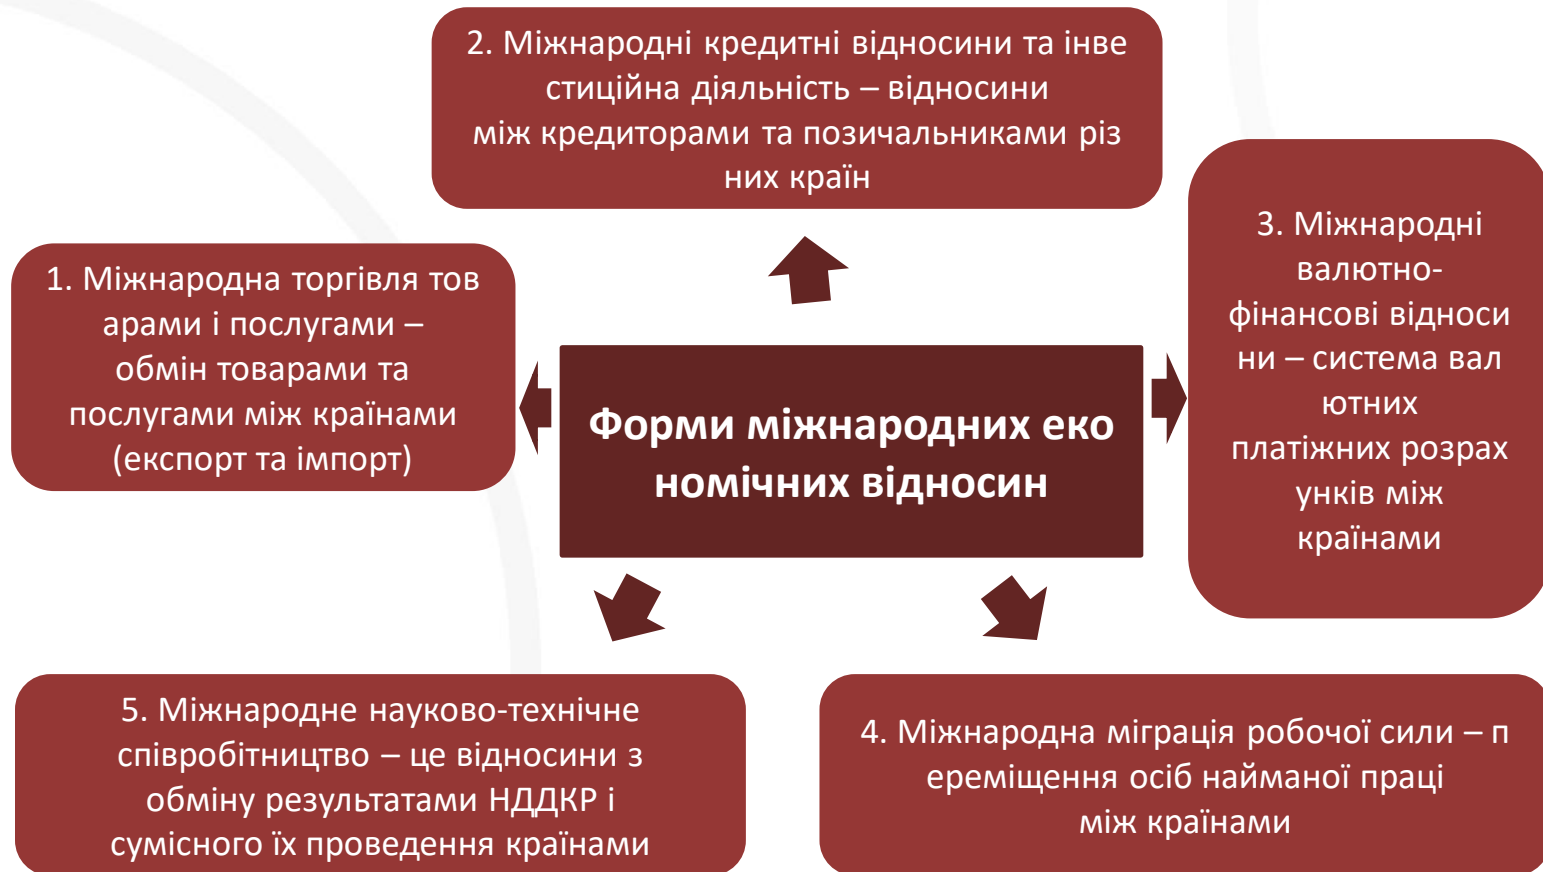 2. Міжнародні кредитні відносини та інве
стиційна діяльність – відносини
між кредиторами та позичальниками різ
них країн
1. Міжнародна торгівля тов
арами і послугами –
обмін товарами та
послугами між країнами
(експорт та імпорт)
3. Міжнародні
валютно-
фінансові відноси
ни – система вал
ютних
платіжних розрах
унків між
країнами
Форми міжнародних еко
номічних відносин
5. Міжнародне науково-технічне
співробітництво – це відносини з
обміну результатами НДДКР і
сумісного їх проведення країнами
4. Міжнародна міграція робочої сили – п
ереміщення осіб найманої праці
між країнами